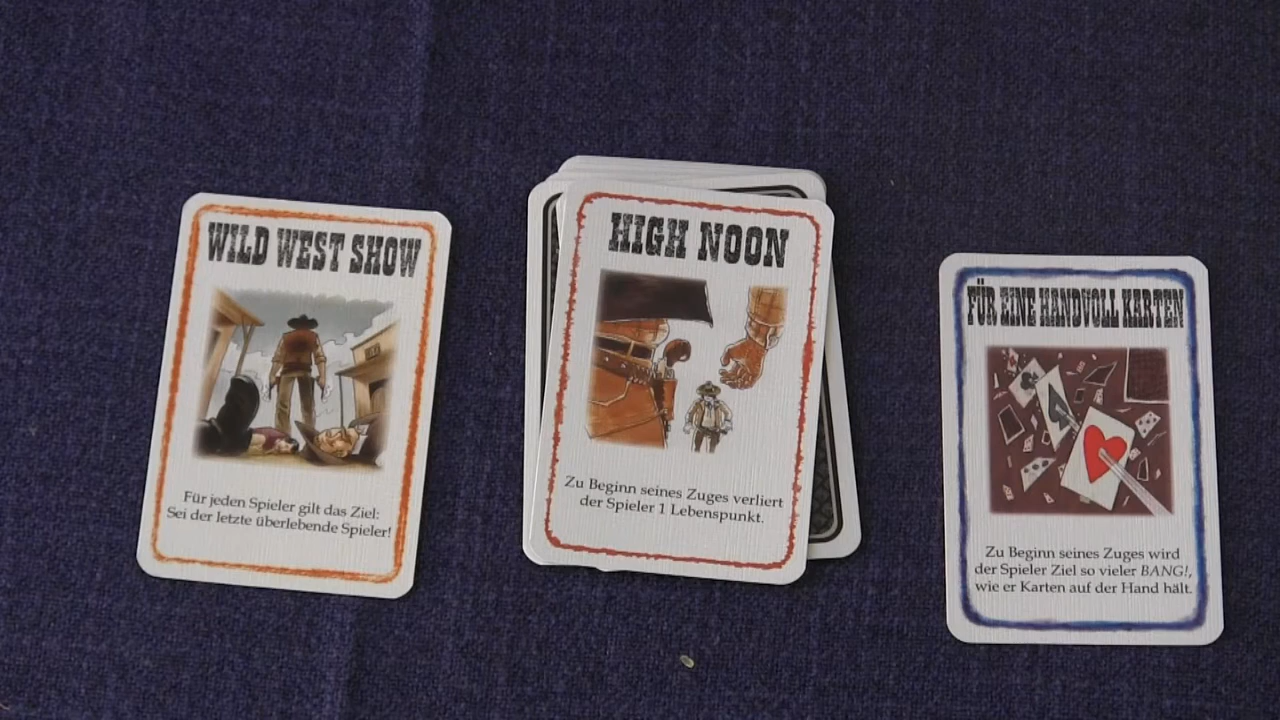 WILD WEST SHOW
Für jeden Spieler gilt das Ziel:
Sei der letzte überlebende Spieler!
HIGH NOON
Zu Beginn seines Zuges verliert
der Spieler 1 Lebenspunkt.
FÜR EINE HANDVOLL KARTEN
Zu Beginn seines Zuges wird
der Spieler Ziel so vieler BANG!,
wie er Karten auf der Hand hält.